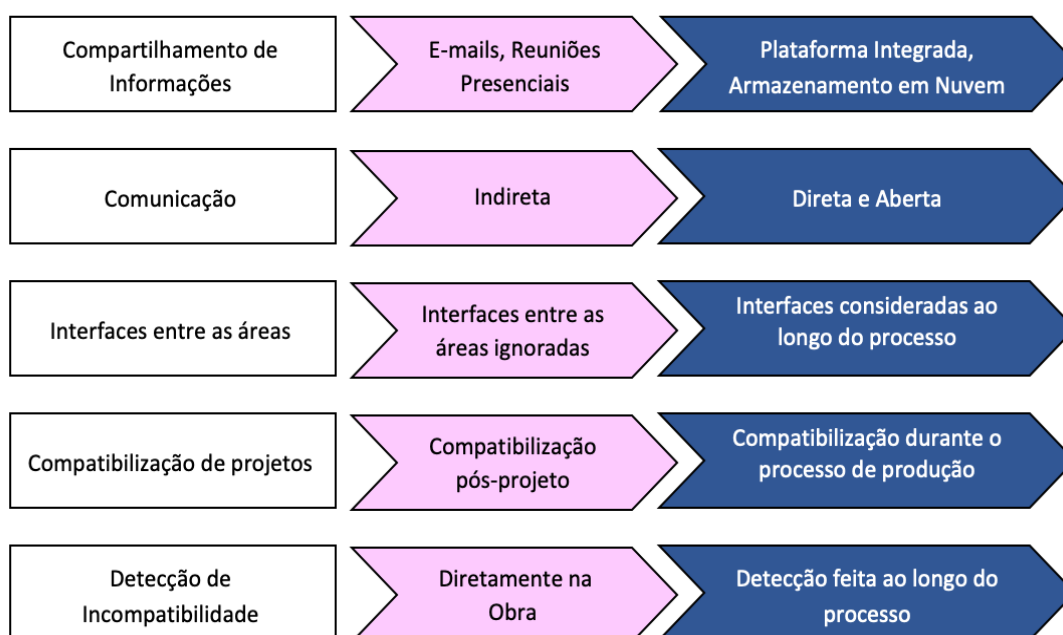 Compartilhamento de
Informações
E-mails, Reuniões
Presenciais
Plataforma Integrada,
Armazenamento em Nuvem
Comunicação
Indireta
Direta e Aberta
Interfaces entre as áreas
Interfaces entre as
áreas ignoradas
Interfaces consideradas ao
longo do processo
Compatibilização de projetos
Compatibilização
pós-projeto
Compatibilização durante o
processo de produção
Detecção de
Incompatibilidade
Diretamente na
Obra
Detecção feita ao longo do
processo